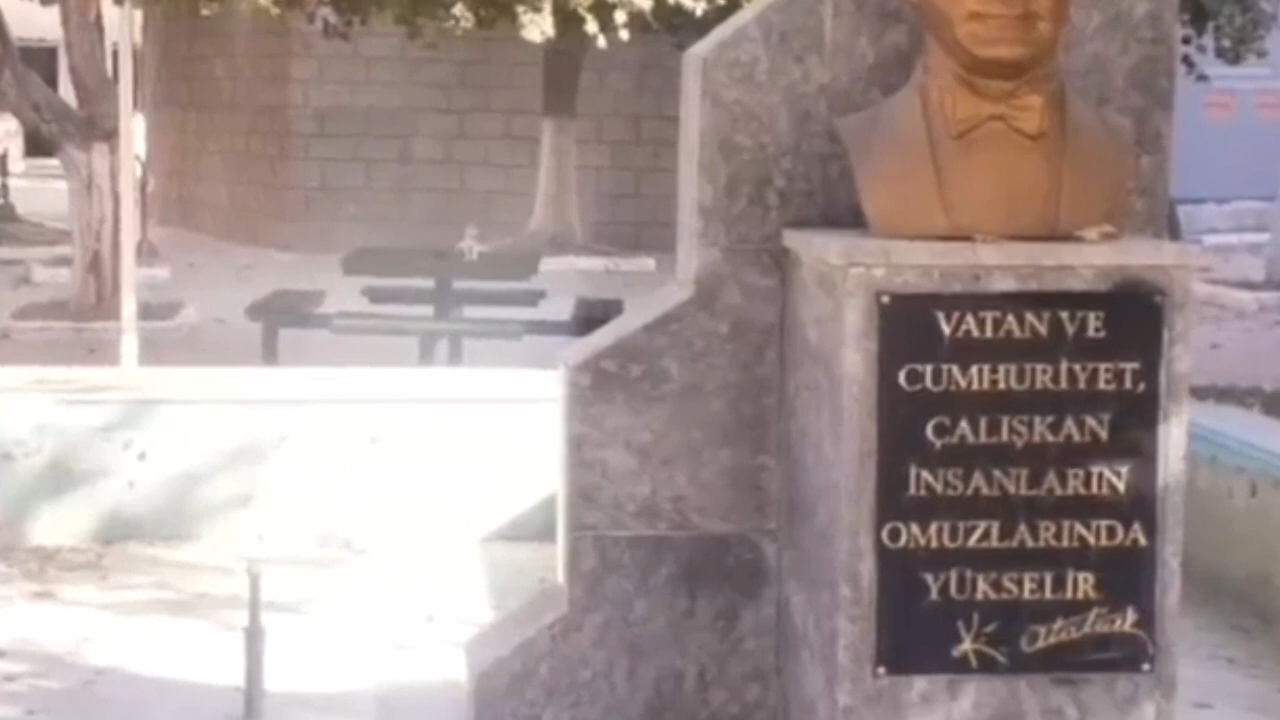 VATAN VE
CUMHURİYET,
ÇALIŞKAN
İNSANLARIN
OMUZLARINDA
YÜKSELİR
K. Atatürk